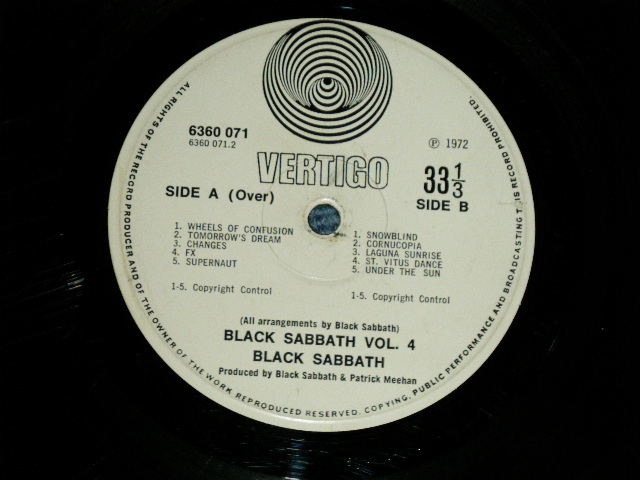 6360 071
6360 071.2
℗ 1972
VERTIGO
33 1/3
SIDE A (Over)
SIDE B
1. WHEELS OF CONFUSION
2. TOMORROW'S DREAM
3. CHANGES
4. FX
5. SUPERNAUT
1-5. Copyright Control
1. SNOWBLIND
2. CORNUCOPIA
3. LAGUNA SUNRISE
4. ST. VITUS DANCE
5. UNDER THE SUN
1-5. Copyright Control
(All arrangements by Black Sabbath)
BLACK SABBATH VOL. 4
BLACK SABBATH
Produced by Black Sabbath & Patrick Meehan
ALL RIGHTS OF THE RECORD PRODUCER AND OF THE OWNER OF THE WORK REPRODUCED RESERVED. COPYING, PUBLIC PERFORMANCE AND BROADCASTING THIS RECORD PROHIBITED.